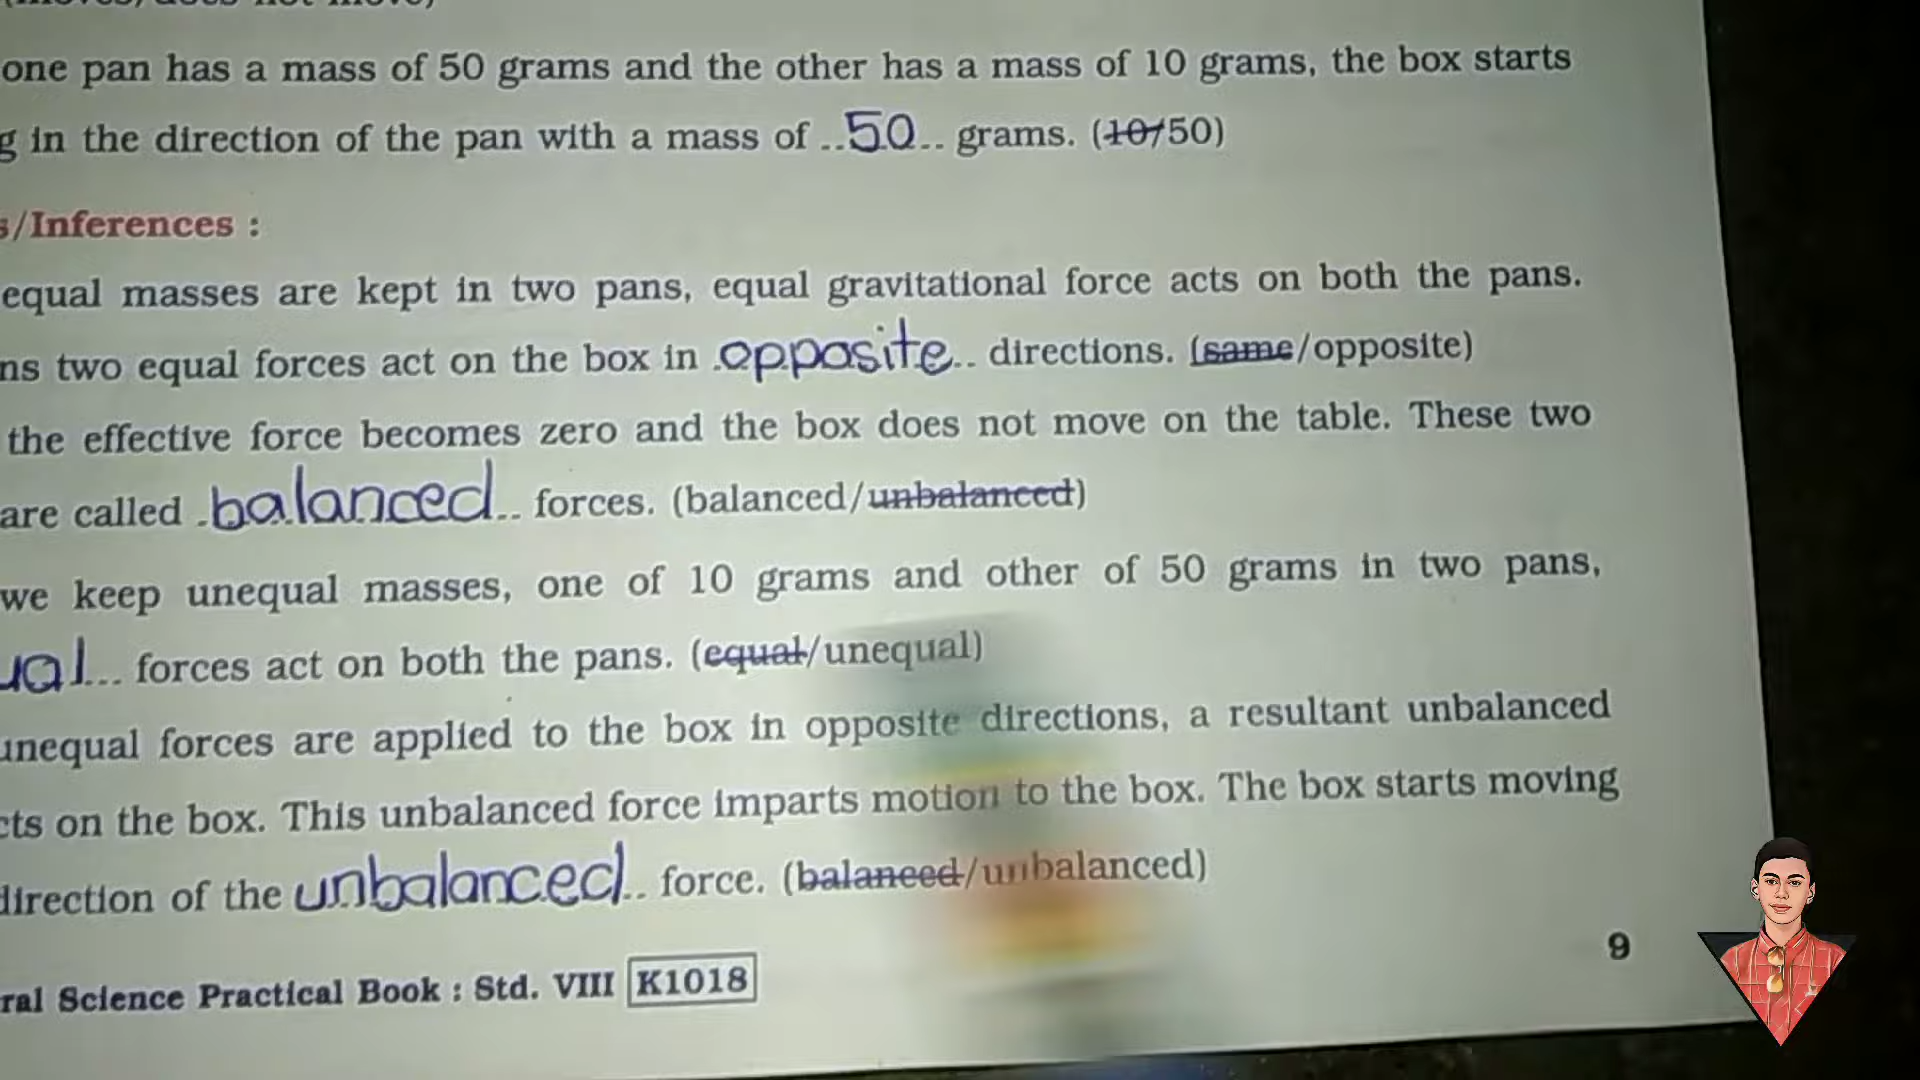 one pan has a mass of 50 grams and the other has a mass of 10 grams, the box starts
g in the direction of the pan with a mass of ..50.. grams. (10/50)
s/Inferences :
equal masses are kept in two pans, equal gravitational force acts on both the pans.
ns two equal forces act on the box in .opposite.. directions. (same/opposite)
the effective force becomes zero and the box does not move on the table. These two
are called .balanced.. forces. (balanced/unbalanced)
we keep unequal masses, one of 10 grams and other of 50 grams in two pans,
ual... forces act on both the pans. (equal/unequal)
unequal forces are applied to the box in opposite directions, a resultant unbalanced
cts on the box. This unbalanced force imparts motion to the box. The box starts moving
direction of the unbalanced.. force. (balanced/unbalanced)
ral Science Practical Book : Std. VIII K1018
9